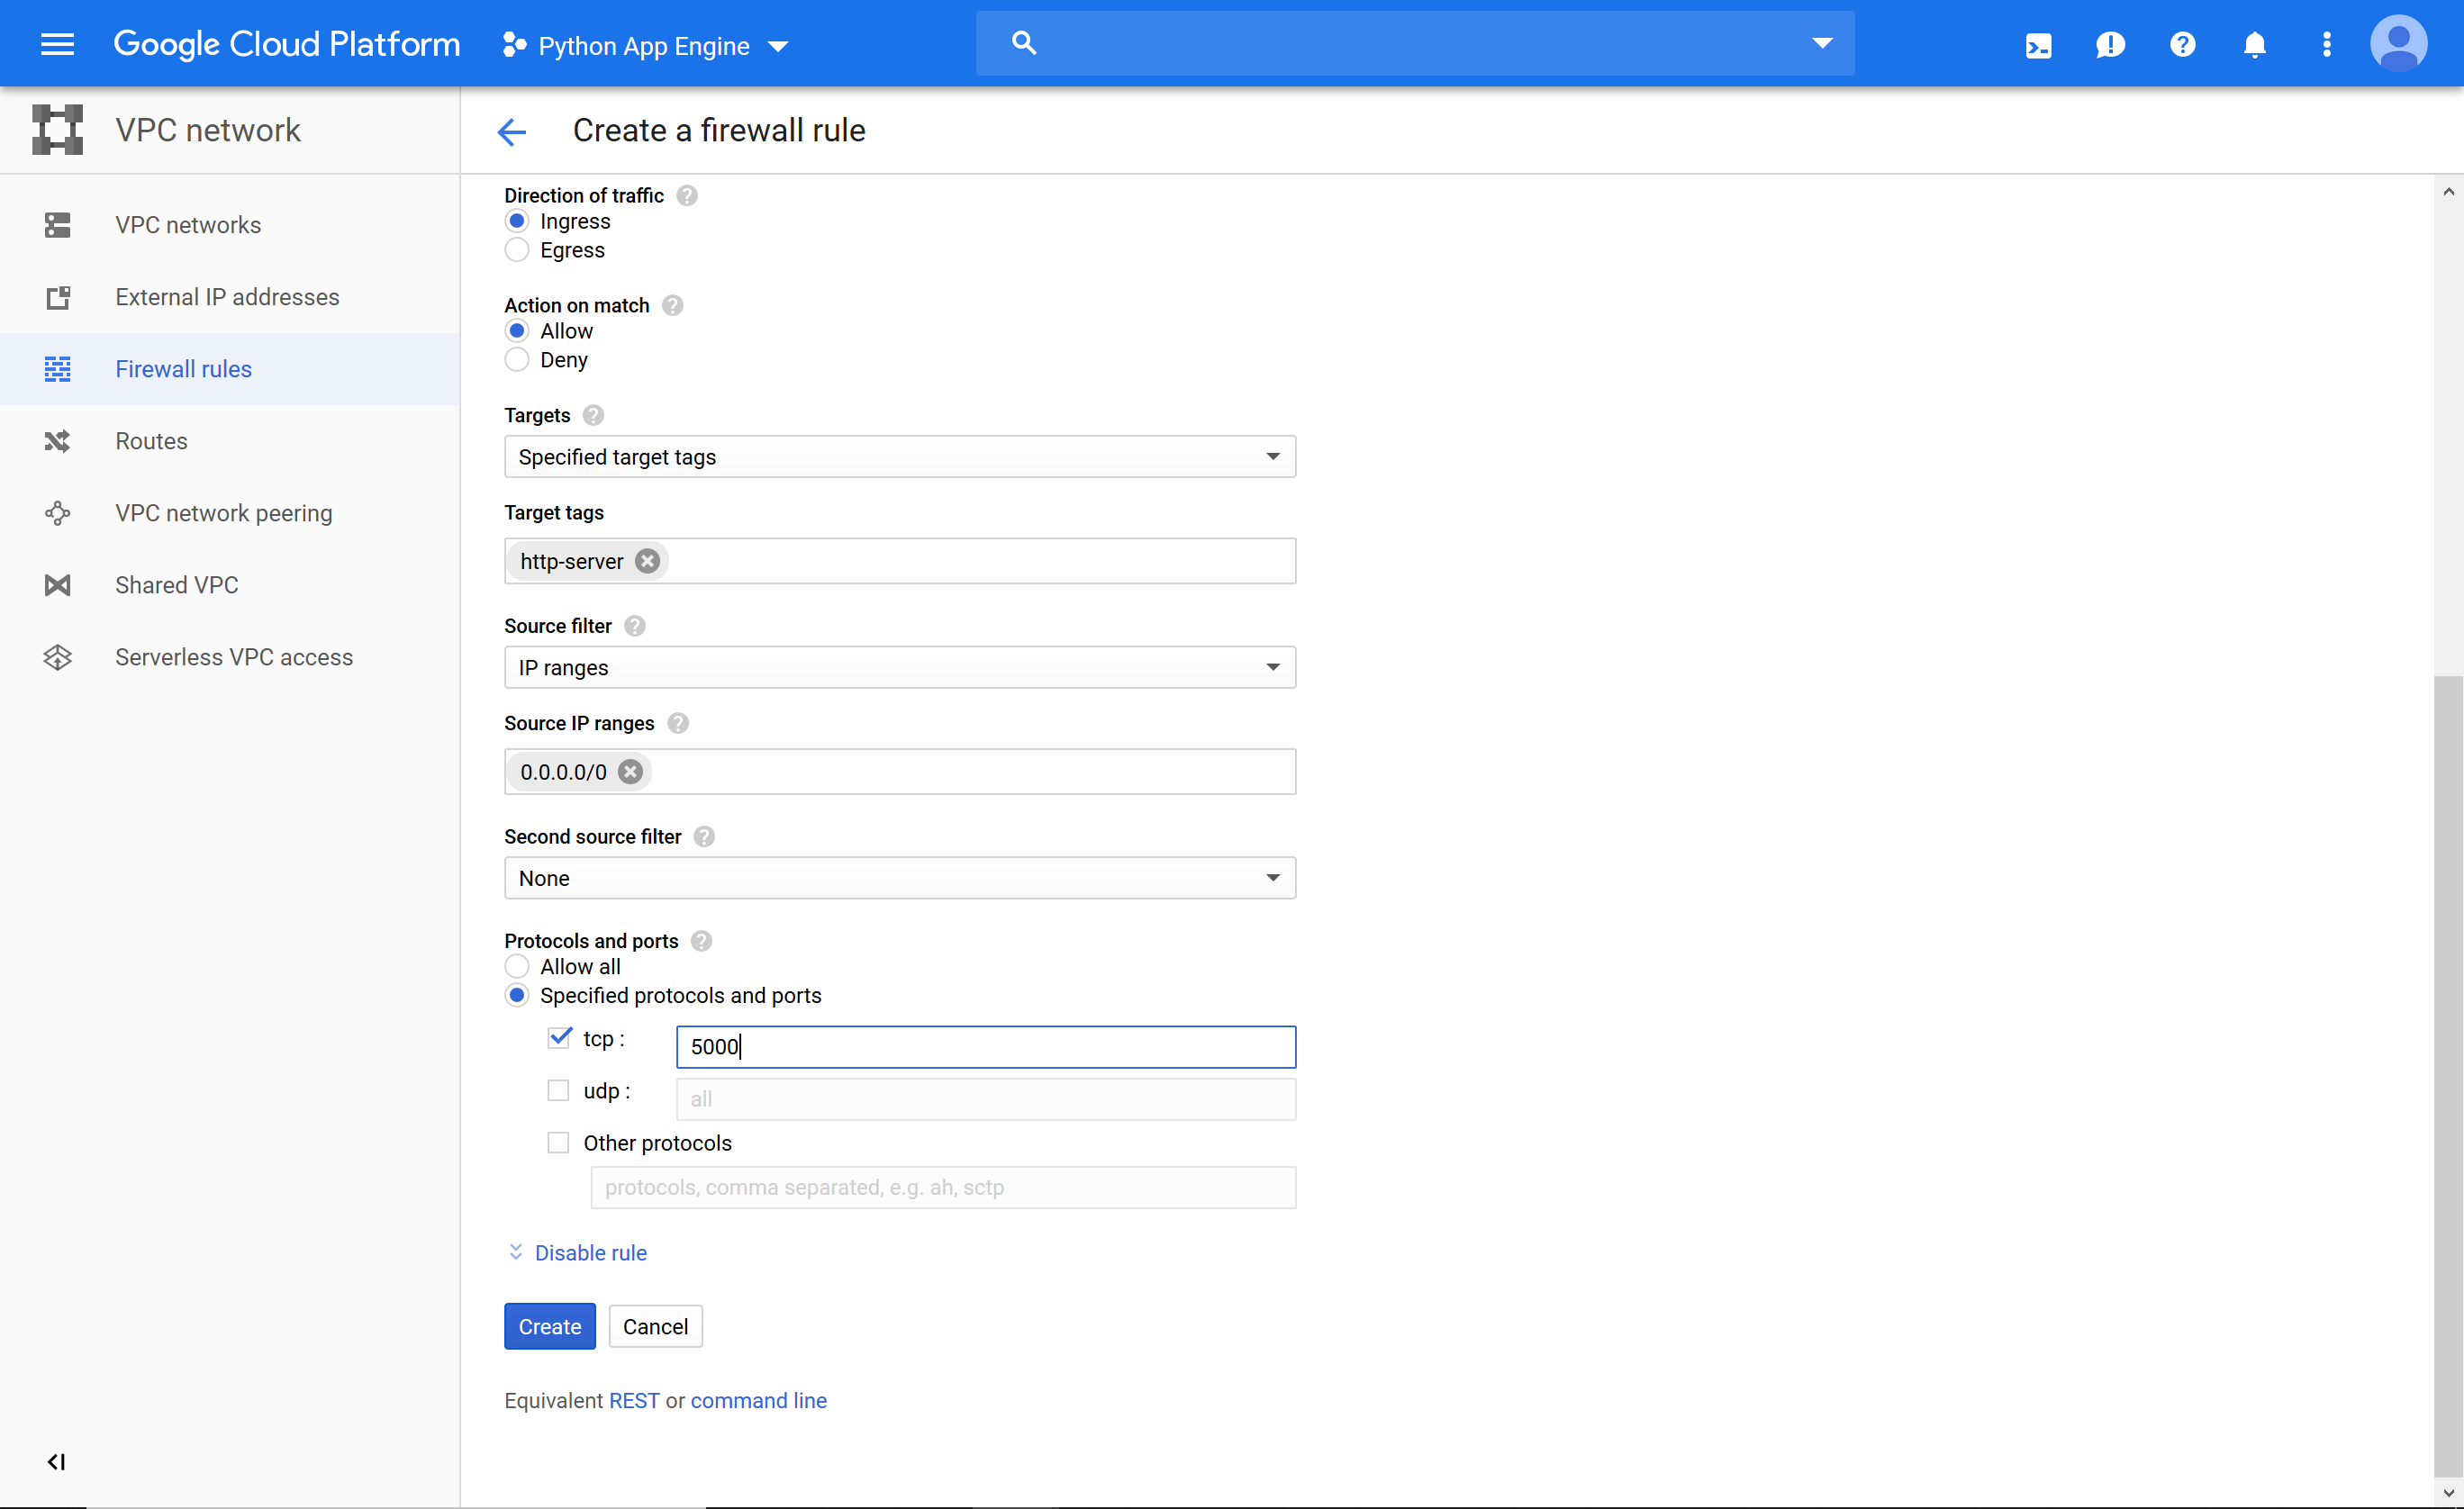 Google Cloud Platform
Python App Engine
VPC network
Create a firewall rule
VPC networks
External IP addresses
Firewall rules
Routes
VPC network peering
Shared VPC
Serverless VPC access
Direction of traffic
Ingress
Egress
Action on match
Allow
Deny
Targets
Specified target tags
Target tags
http-server
Source filter
IP ranges
Source IP ranges
0.0.0.0/0
Second source filter
None
Protocols and ports
Allow all
Specified protocols and ports
tcp : 5000
udp : all
Other protocols
protocols, comma separated, e.g. ah, sctp
Disable rule
Create Cancel
Equivalent REST or command line